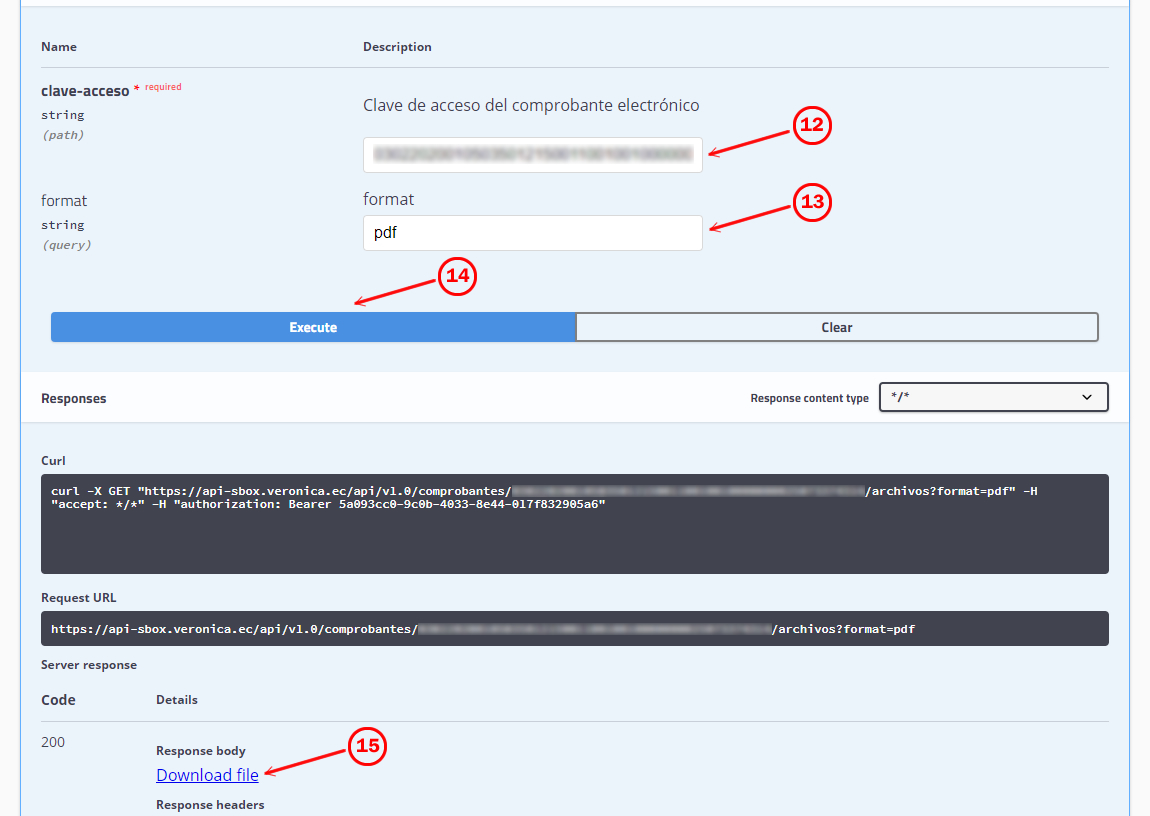 Name Description
clave-acceso * required
Clave de acceso del comprobante electrónico
string
(path)
12
format
format
string
pdf
(query)
13
14
Execute Clear
Responses Response content type */*
Curl
curl -X GET "https://api-sbox.veronica.ec/api/v1.0/comprobantes/ /archivos?format=pdf" -H
"accept: */*" -H "authorization: Bearer 5a093cc0-9c0b-4033-8e44-017f832905a6"
Request URL
https://api-sbox.veronica.ec/api/v1.0/comprobantes/ /archivos?format=pdf
Server response
Code Details
200
Response body
15
Download file
Response headers